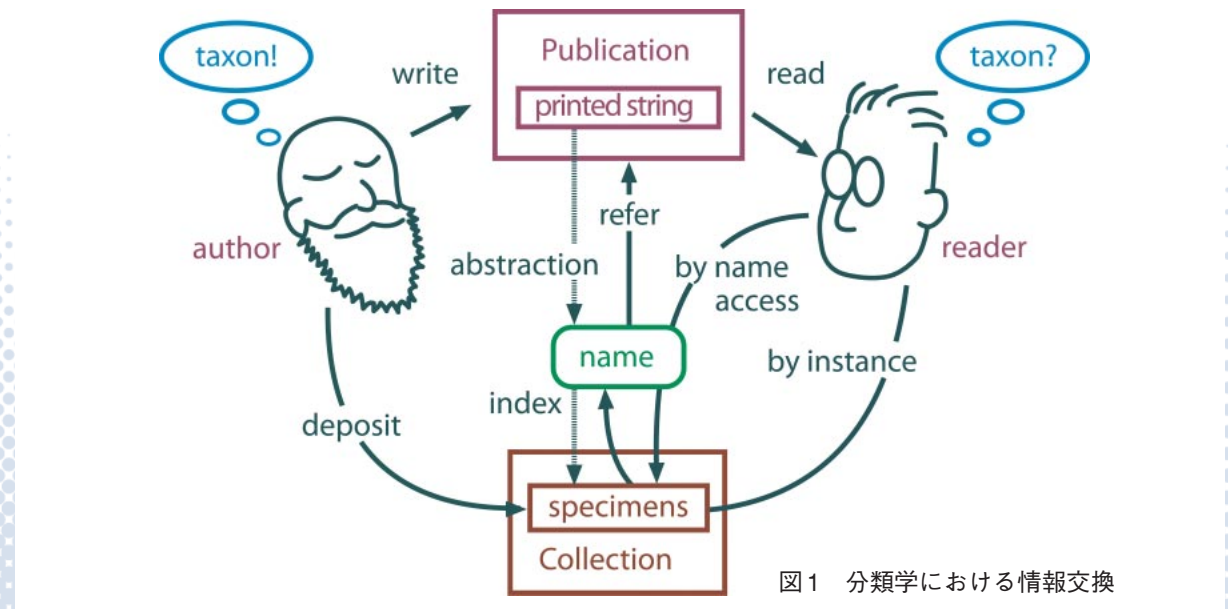 taxon!
Publication
taxon?
write
read
printed string
refer
author
reader
abstraction
by name
access
name
by instance
index
deposit
specimens
Collection
図1 分類学における情報交換